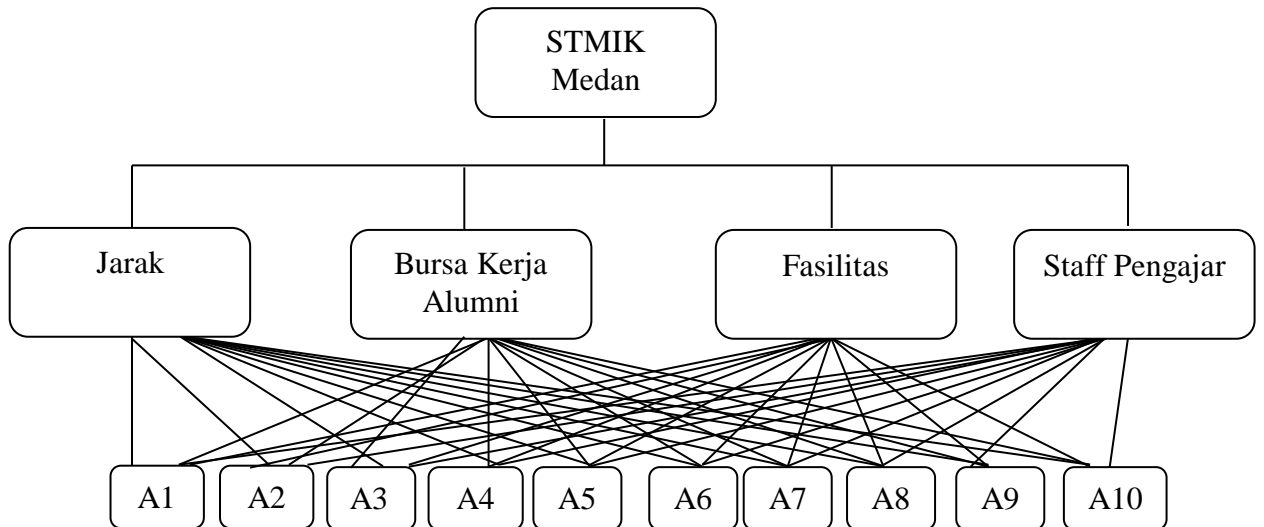 STMIK
Medan
Jarak
Bursa Kerja
Alumni
Fasilitas
Staff Pengajar
A1
A2
A3
A4
A5
A6
A7
A8
A9
A10